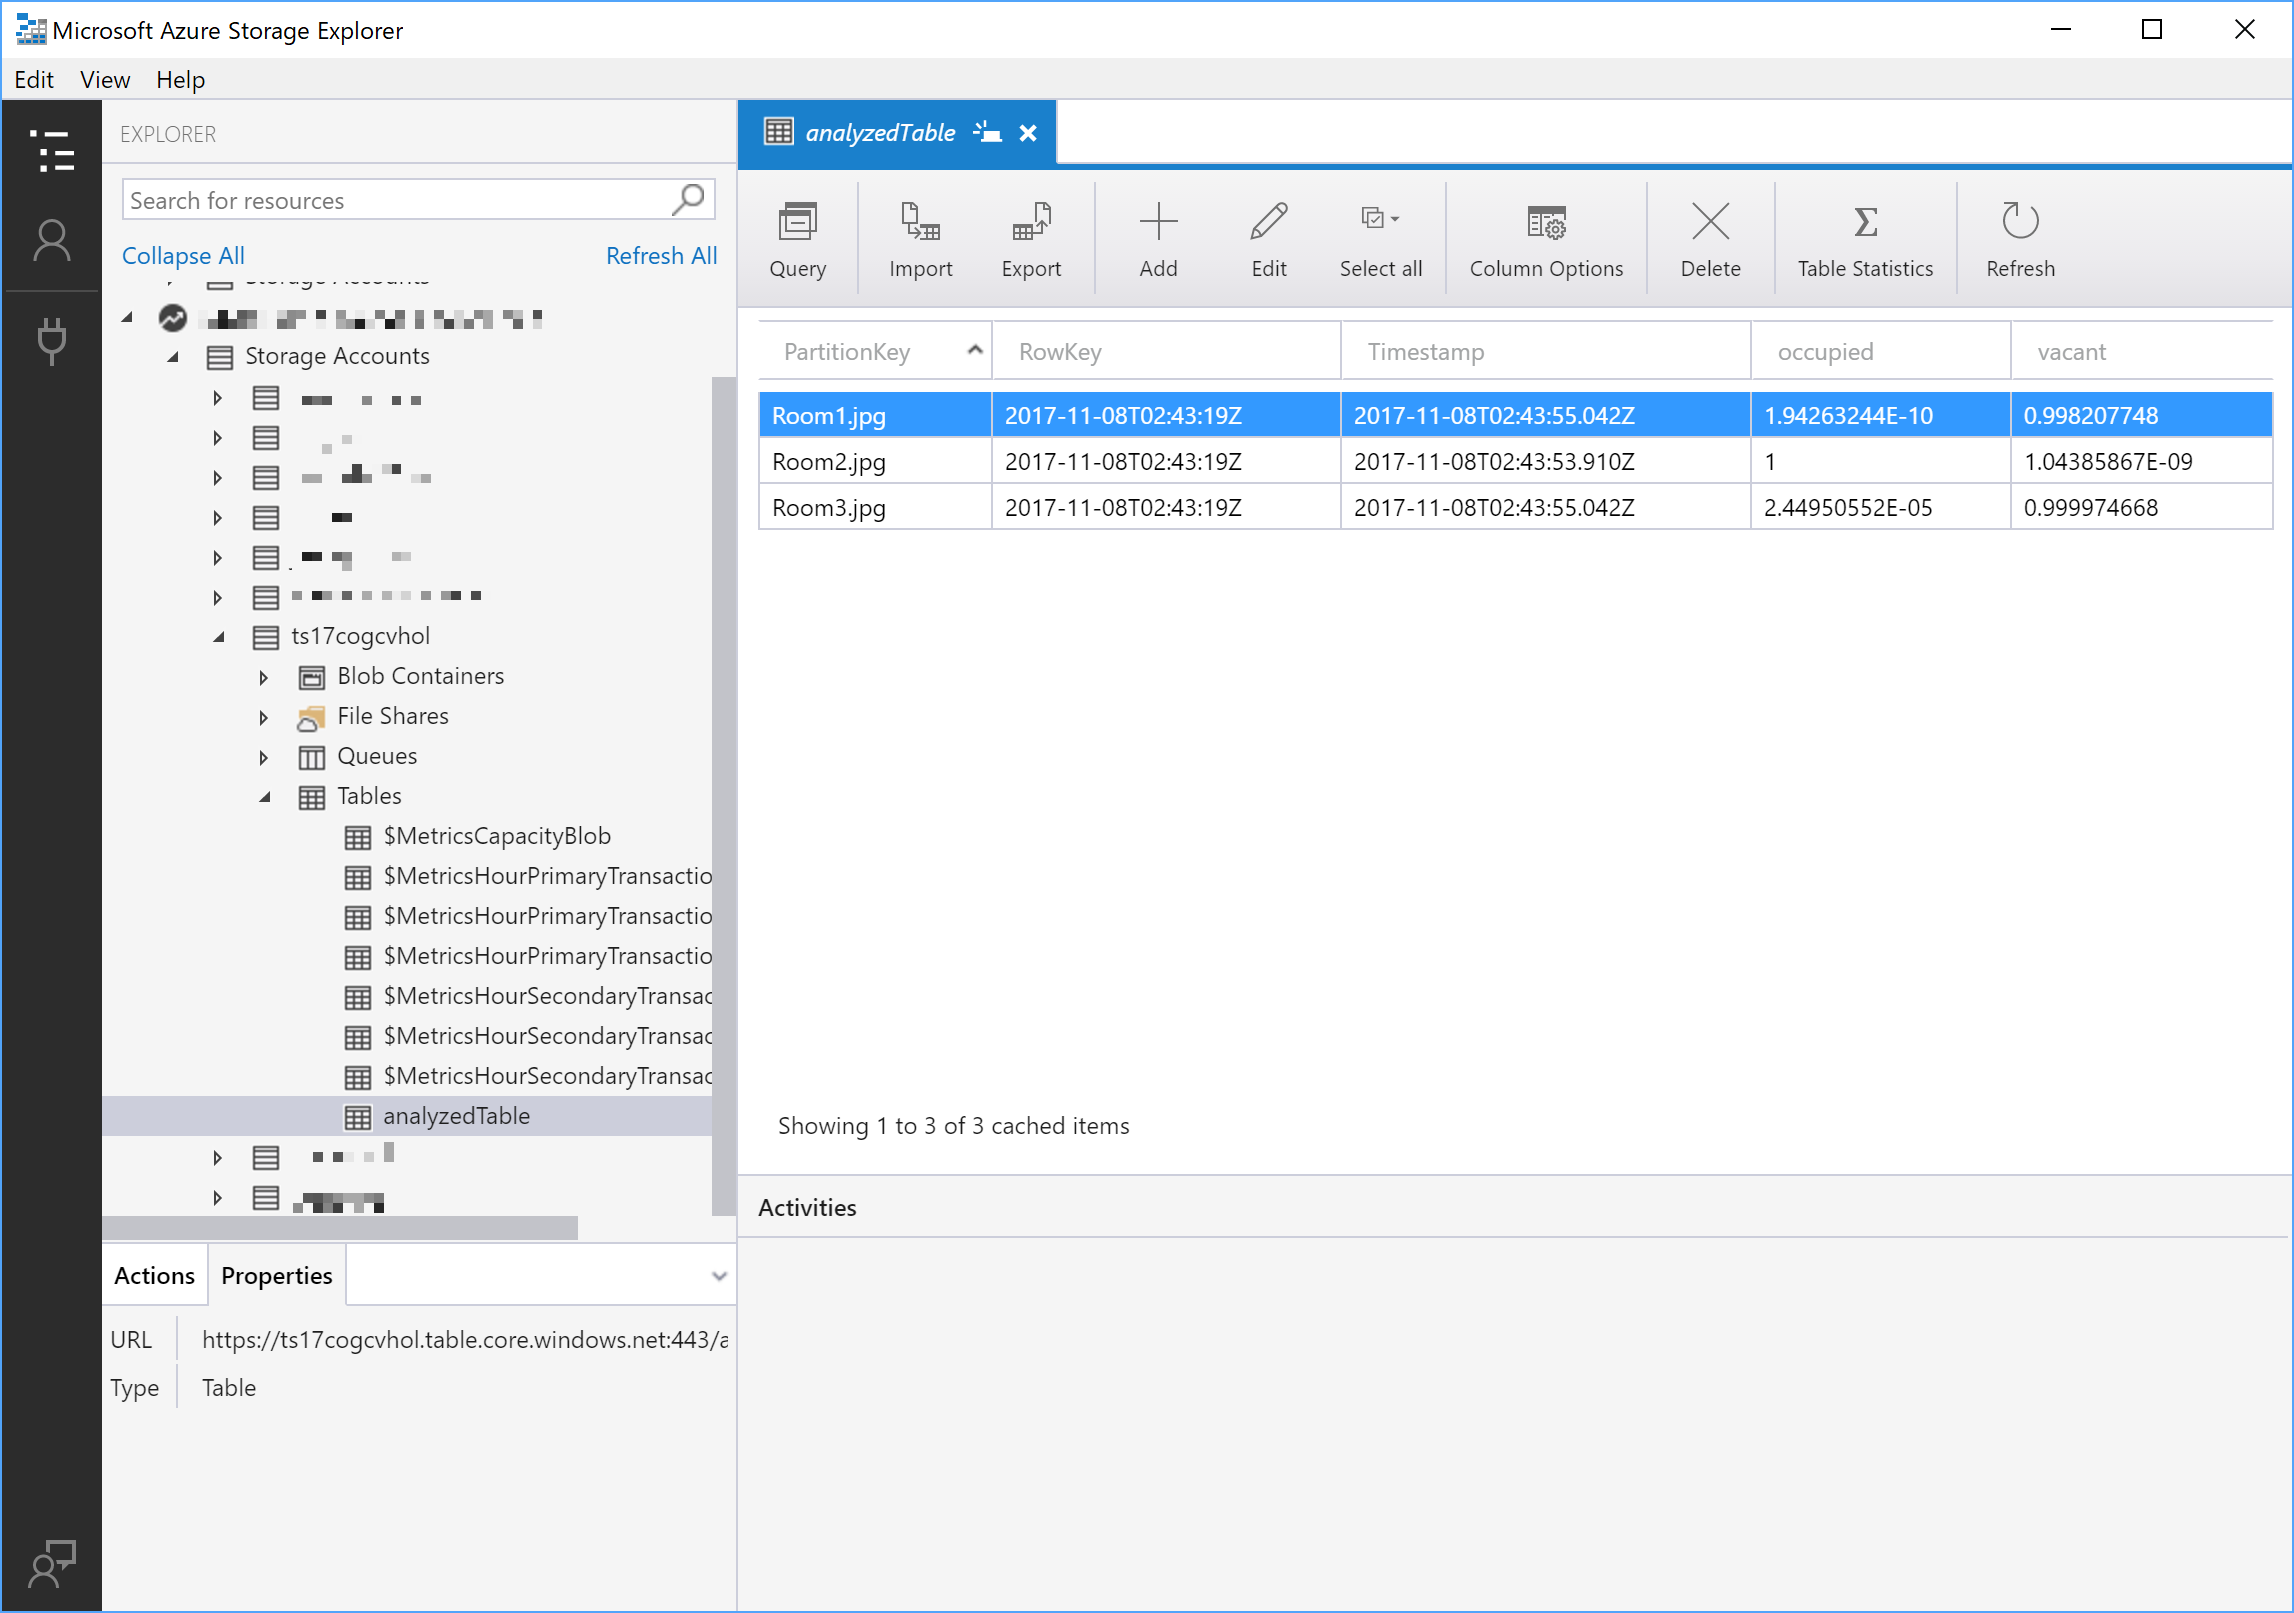 Microsoft Azure Storage Explorer
Edit View Help
EXPLORER
Search for resources
Collapse All Refresh All
Storage Accounts
Storage Accounts
ts17cogcvhol
Blob Containers
File Shares
Queues
Tables
$MetricsCapacityBlob
$MetricsHourPrimaryTransactio
$MetricsHourPrimaryTransactio
$MetricsHourPrimaryTransactio
$MetricsHourSecondaryTransac
$MetricsHourSecondaryTransac
$MetricsHourSecondaryTransac
analyzedTable
Actions Properties
URL https://ts17cogcvhol.table.core.windows.net:443/a
Type Table
analyzedTable
Query Import Export Add Edit Select all Column Options Delete Table Statistics Refresh
PartitionKey RowKey Timestamp occupied vacant
Room1.jpg 2017-11-08T02:43:19Z 2017-11-08T02:43:55.042Z 1.94263244E-10 0.998207748
Room2.jpg 2017-11-08T02:43:19Z 2017-11-08T02:43:53.910Z 1 1.04385867E-09
Room3.jpg 2017-11-08T02:43:19Z 2017-11-08T02:43:55.042Z 2.44950552E-05 0.999974668
Showing 1 to 3 of 3 cached items
Activities